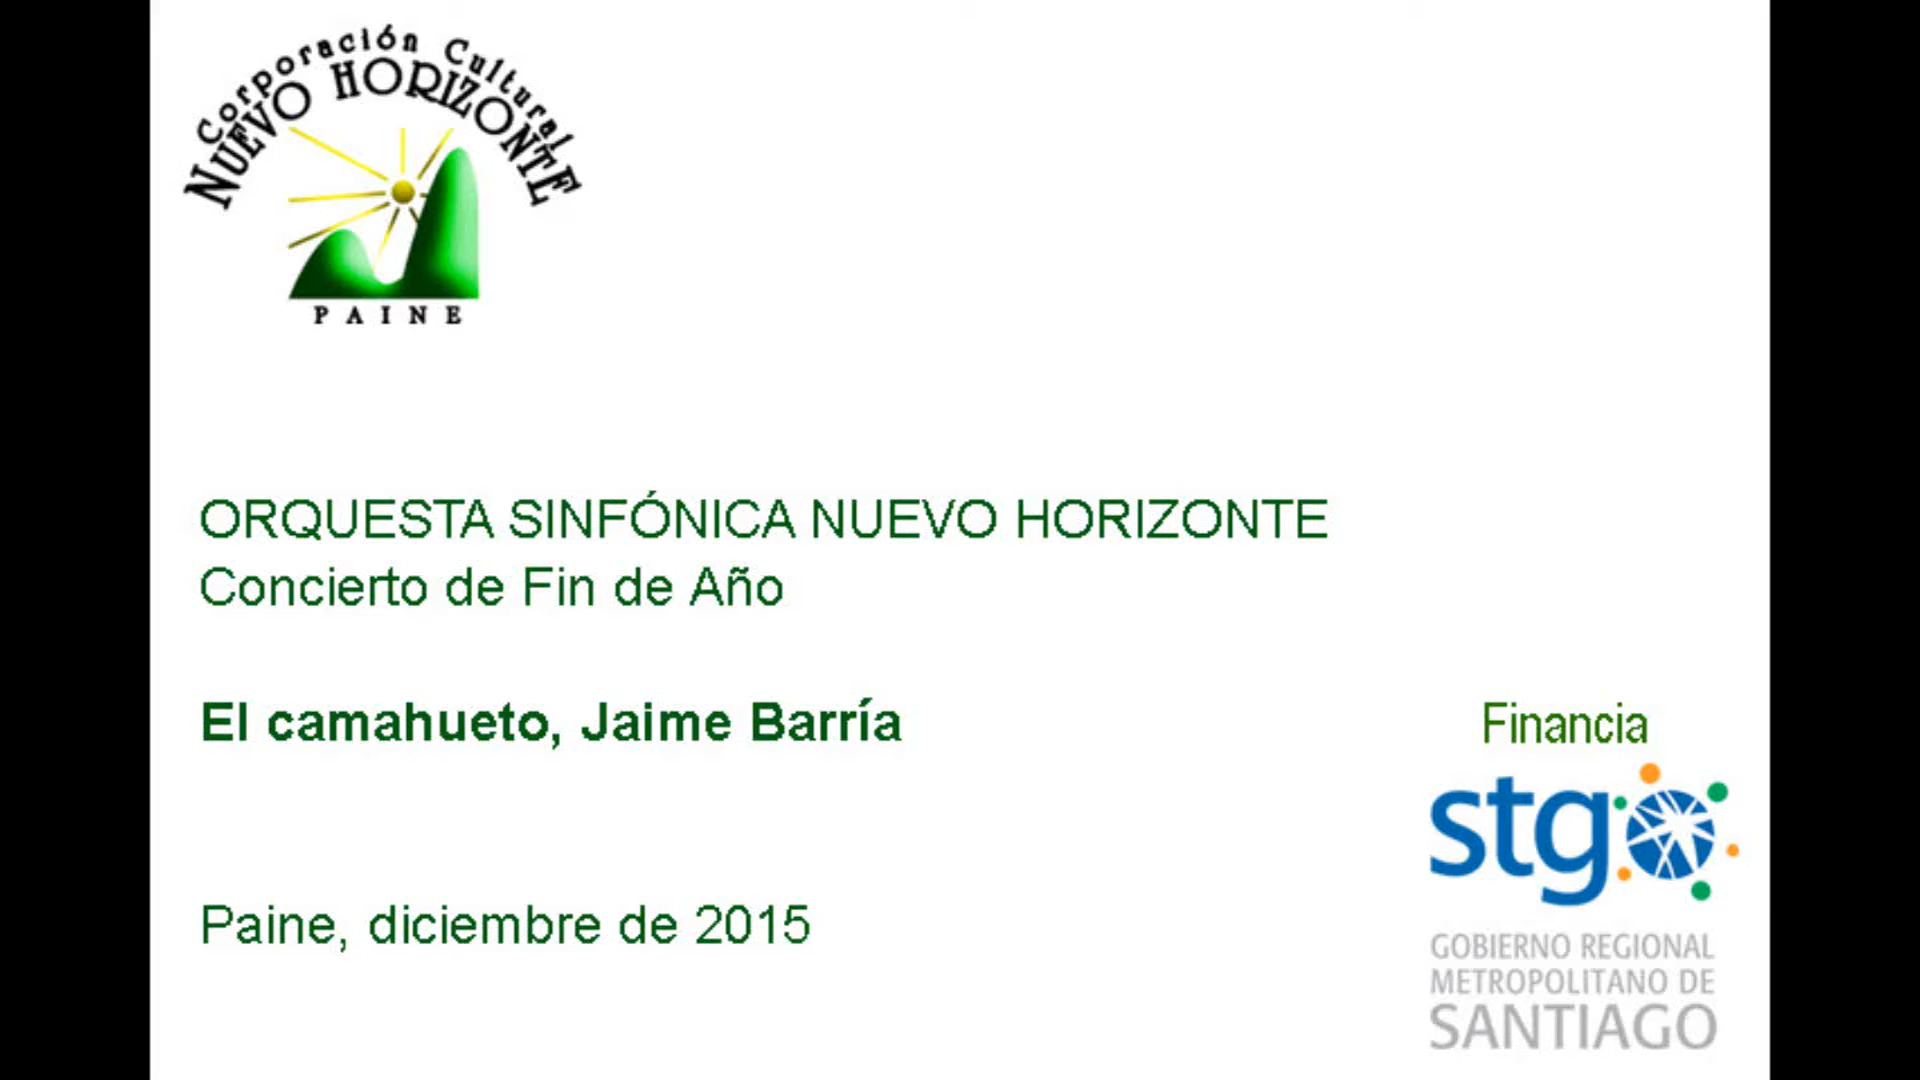 Corporación Cultural
NUEVO HORIZONTE
PAINE
ORQUESTA SINFÓNICA NUEVO HORIZONTE
Concierto de Fin de Año
El camahueto, Jaime Barría
Financia
stgo
GOBIERNO REGIONAL
METROPOLITANO DE
SANTIAGO
Paine, diciembre de 2015